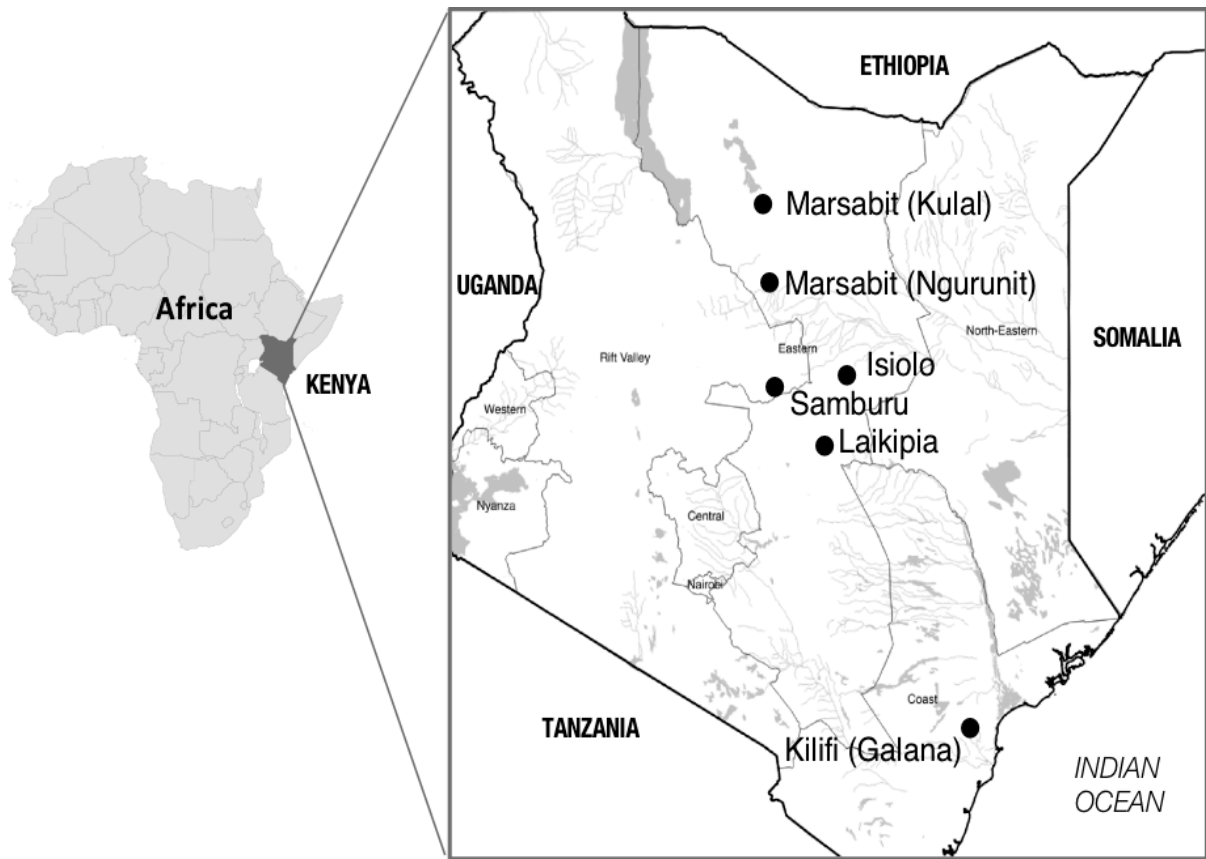 Africa
KENYA
ETHIOPIA
UGANDA
SOMALIA
TANZANIA
INDIAN
OCEAN
Marsabit (Kulal)
Marsabit (Ngurunit)
Isiolo
Samburu
Laikipia
Kilifi (Galana)
Rift Valley
Eastern
North-Eastern
Western
Nyanza
Central
Nairobi
Coast